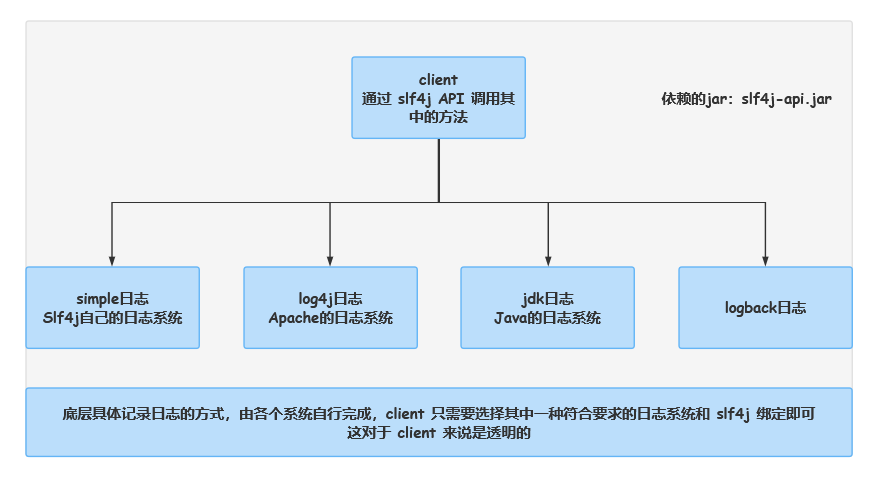 client
通过 slf4j API 调用其
中的方法
依赖的jar：slf4j-api.jar
simple日志
Slf4j自己的日志系统
log4j日志
Apache的日志系统
jdk日志
Java的日志系统
logback日志
底层具体记录日志的方式，由各个系统自行完成，client 只需要选择其中一种符合要求的日志系统和 slf4j 绑定即可
这对于 client 来说是透明的